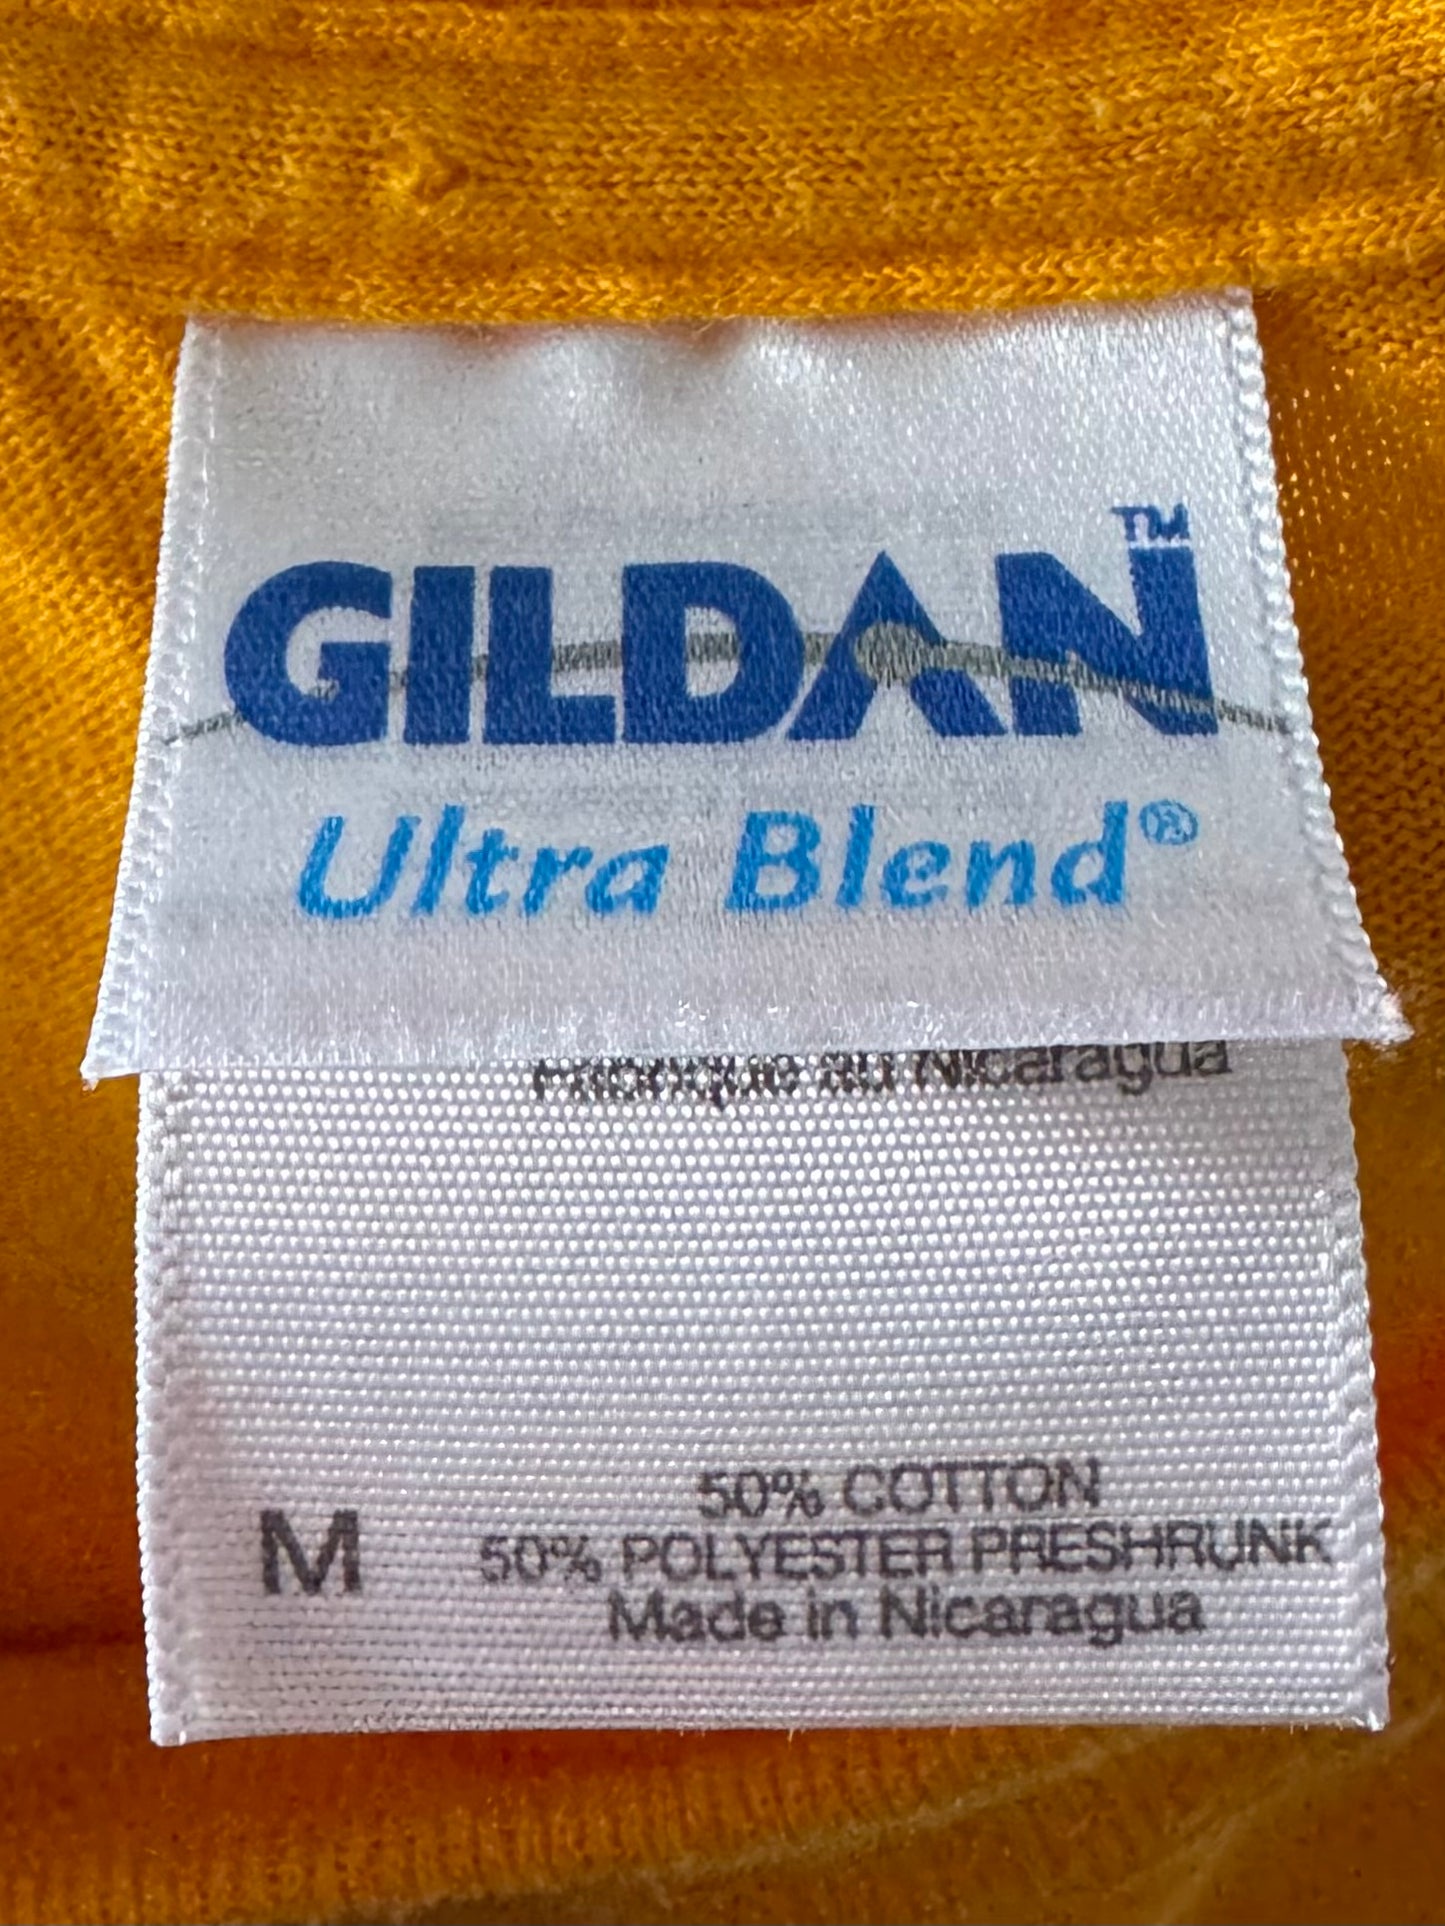 GILDAN™
Ultra Blend®
Fabriqué au Nicaragua
50% COTTON
M 50% POLYESTER PRESHRUNK
Made in Nicaragua